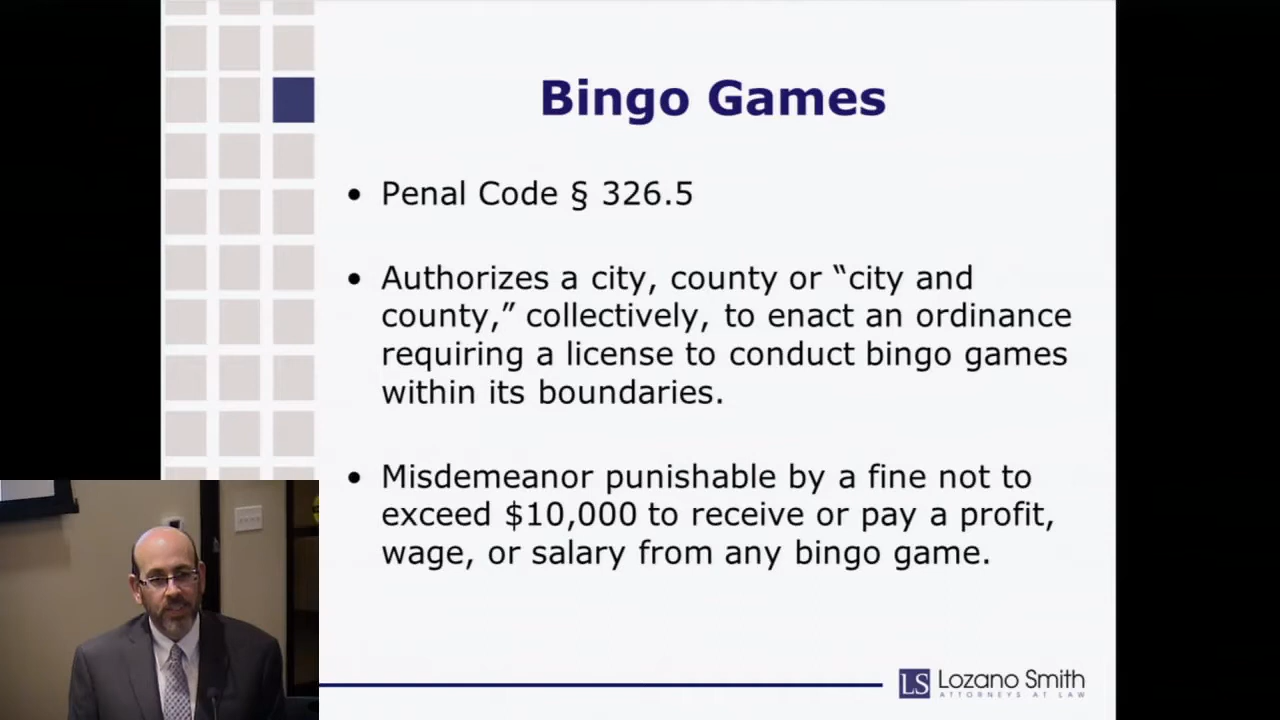 Bingo Games
• Penal Code § 326.5
• Authorizes a city, county or “city and
county,” collectively, to enact an ordinance
requiring a license to conduct bingo games
within its boundaries.
• Misdemeanor punishable by a fine not to
exceed $10,000 to receive or pay a profit,
wage, or salary from any bingo game.
LS Lozano Smith
ATTORNEYS AT LAW